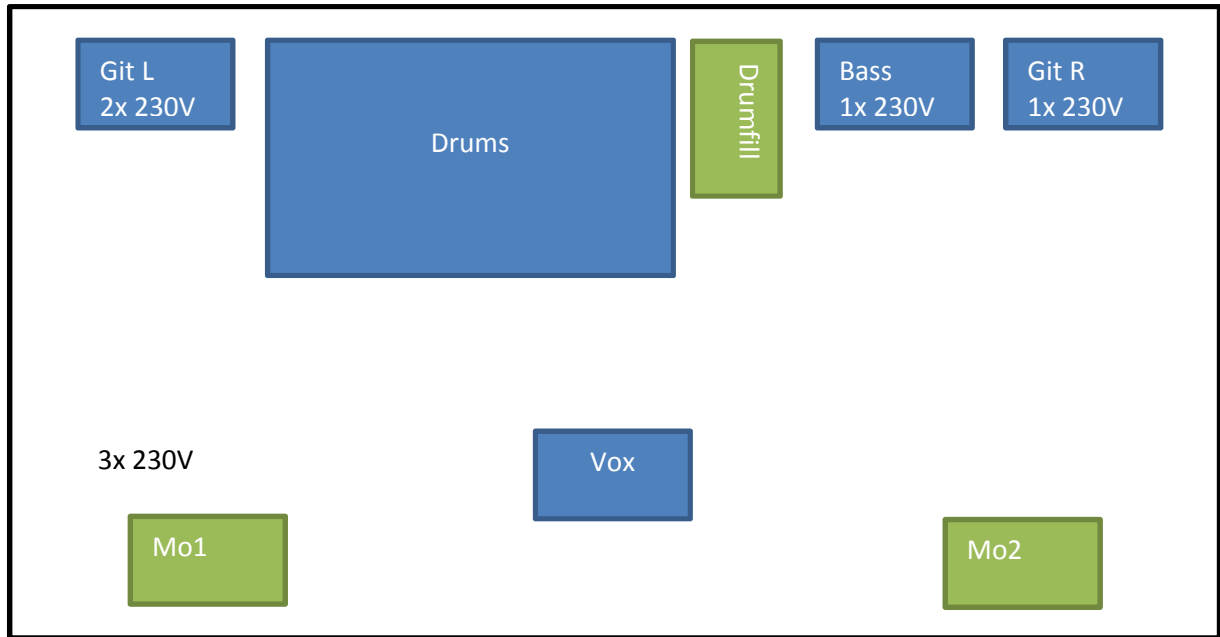 Git L
2x 230V
Drums
Drumfill
Bass
1x 230V
Git R
1x 230V
3x 230V
Vox
Mo1
Mo2